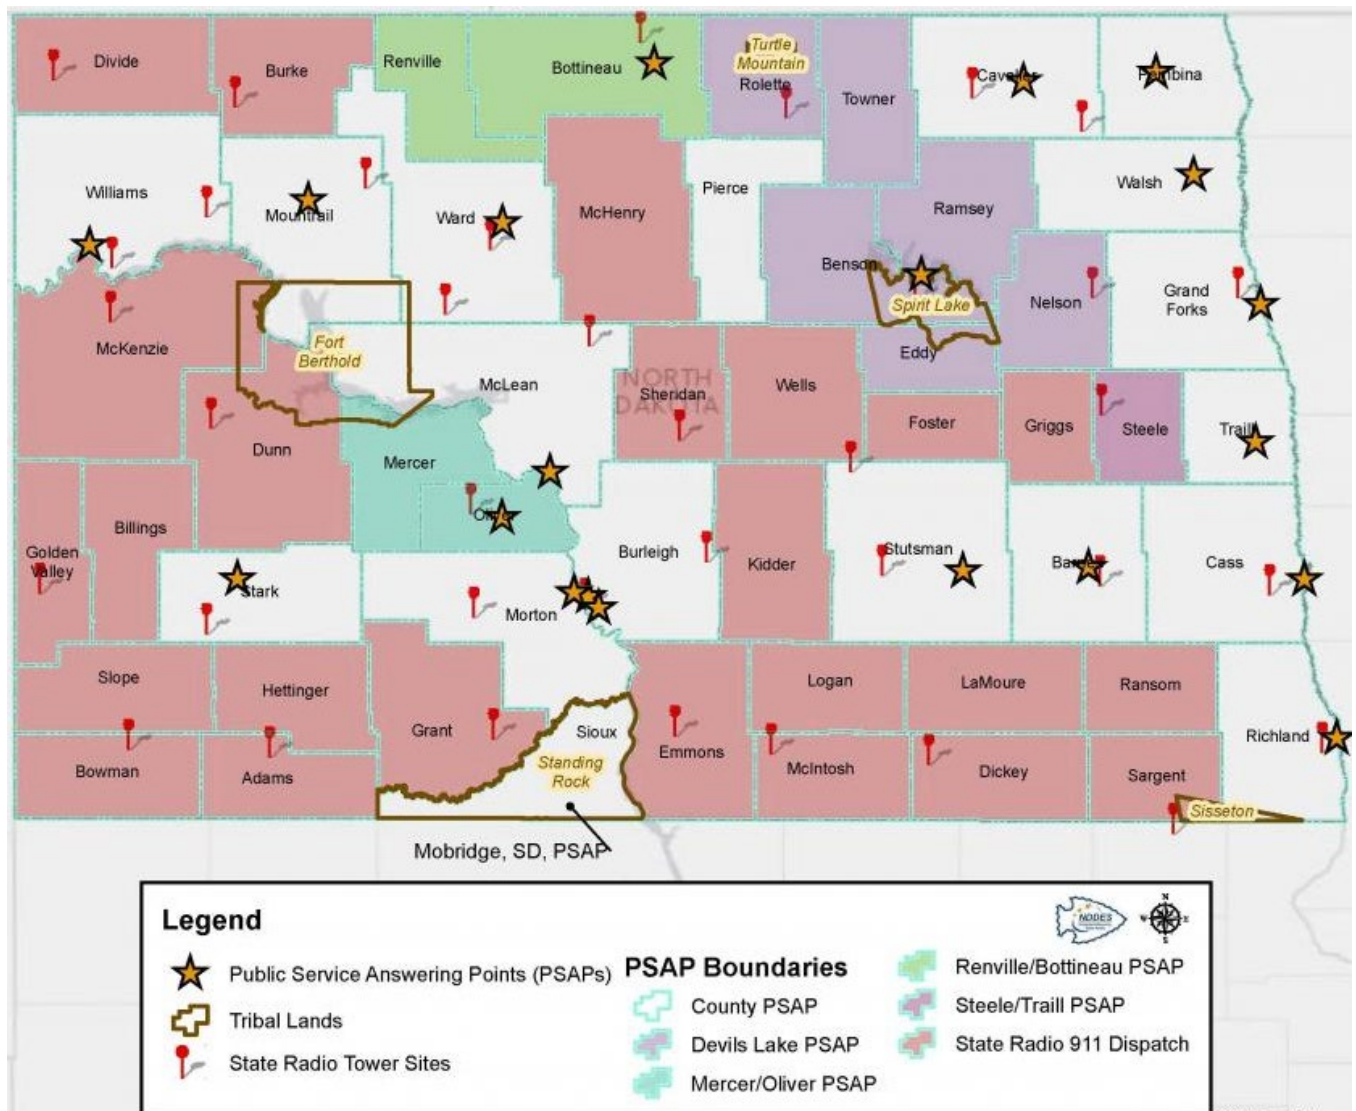 Divide
Burke
Renville
Bottineau
Turtle
Mountain
Rolette
Towner
Cavalier
Pembina
Williams
Mountrail
Ward
McHenry
Pierce
Ramsey
Walsh
Benson
Spirit Lake
Nelson
Grand
Forks
McKenzie
Fort
Berthold
McLean
NORTH
DAKOTA
Sheridan
Wells
Eddy
Foster
Griggs
Steele
Traill
Dunn
Mercer
Oliver
Golden
Valley
Billings
Stark
Morton
Burleigh
Kidder
Stutsman
Barnes
Cass
Slope
Hettinger
Grant
Sioux
Standing
Rock
Emmons
Logan
LaMoure
Ransom
Richland
Bowman
Adams
McIntosh
Dickey
Sargent
Sisseton
Mobridge, SD, PSAP
Legend
Public Service Answering Points (PSAPs)
Tribal Lands
State Radio Tower Sites
PSAP Boundaries
County PSAP
Devils Lake PSAP
Mercer/Oliver PSAP
Renville/Bottineau PSAP
Steele/Traill PSAP
State Radio 911 Dispatch
NDDES
N
W E
S